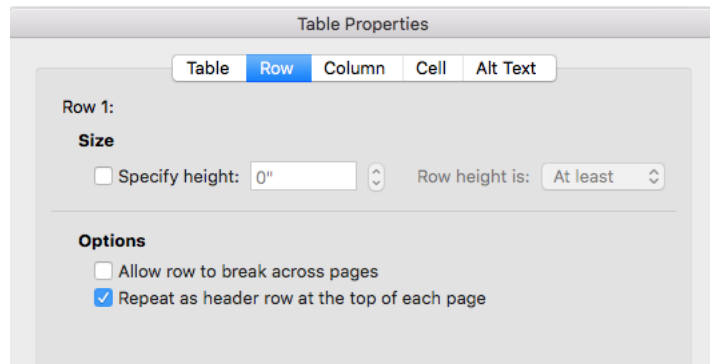 Table Properties
Table Row Column Cell Alt Text
Row 1:
Size
Specify height: 0" Row height is: At least
Options
Allow row to break across pages
Repeat as header row at the top of each page